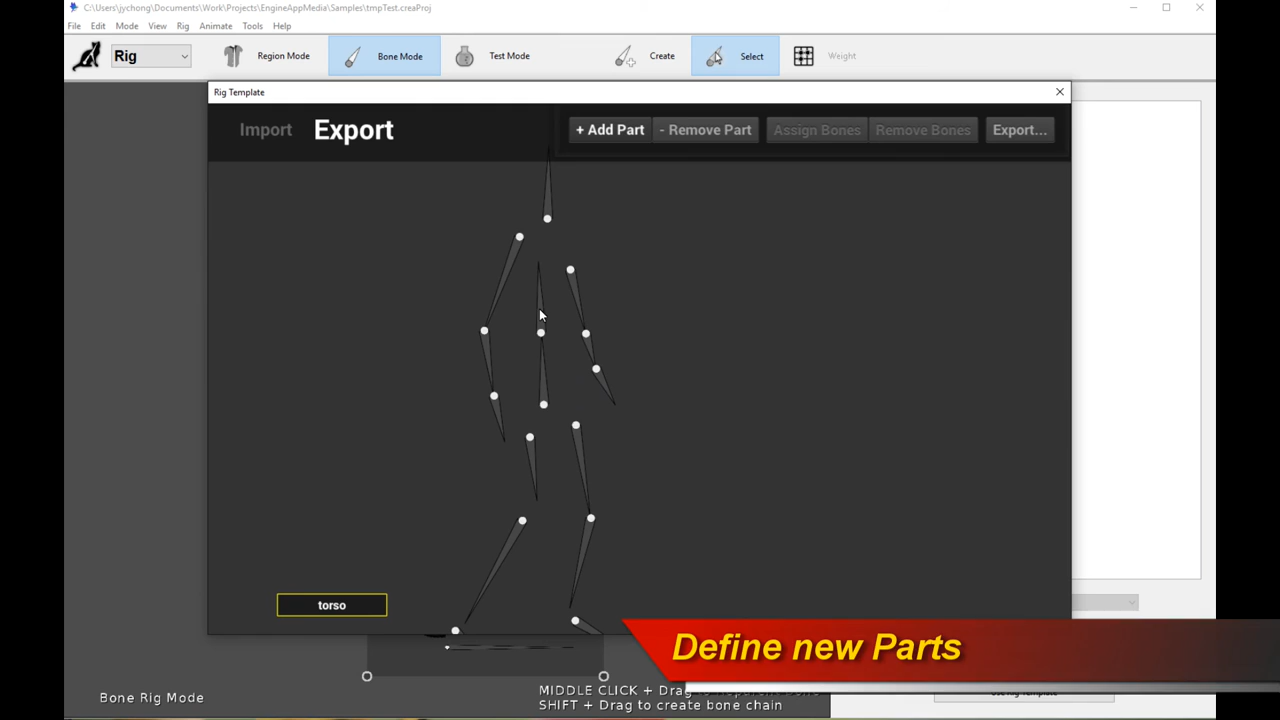 C:\Users\jychong\Documents\Work\Projects\EngineAppMedia\Samples\tmpTest.creaProj
File Edit Mode View Rig Animate Tools Help
Rig Region Mode Bone Mode Test Mode Create Select Weight
Rig Template
Import Export + Add Part - Remove Part Assign Bones Remove Bones Export...
torso
Define new Parts
Bone Rig Mode
MIDDLE CLICK + Drag
SHIFT + Drag to create bone chain